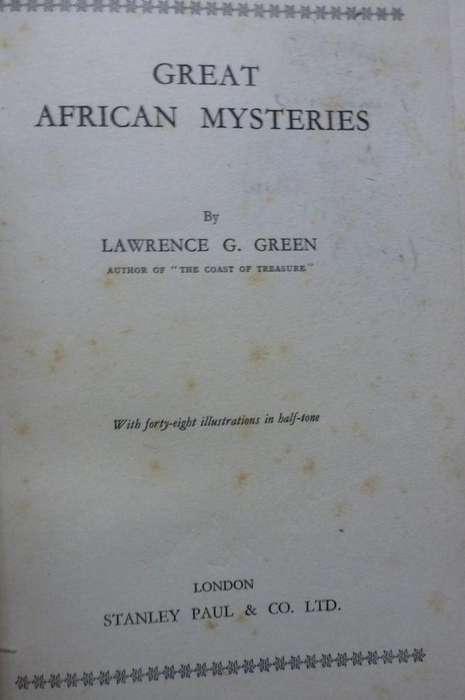 GREAT
AFRICAN MYSTERIES
By
LAWRENCE G. GREEN
AUTHOR OF "THE COAST OF TREASURE"
With forty-eight illustrations in half-tone
LONDON
STANLEY PAUL & CO. LTD.